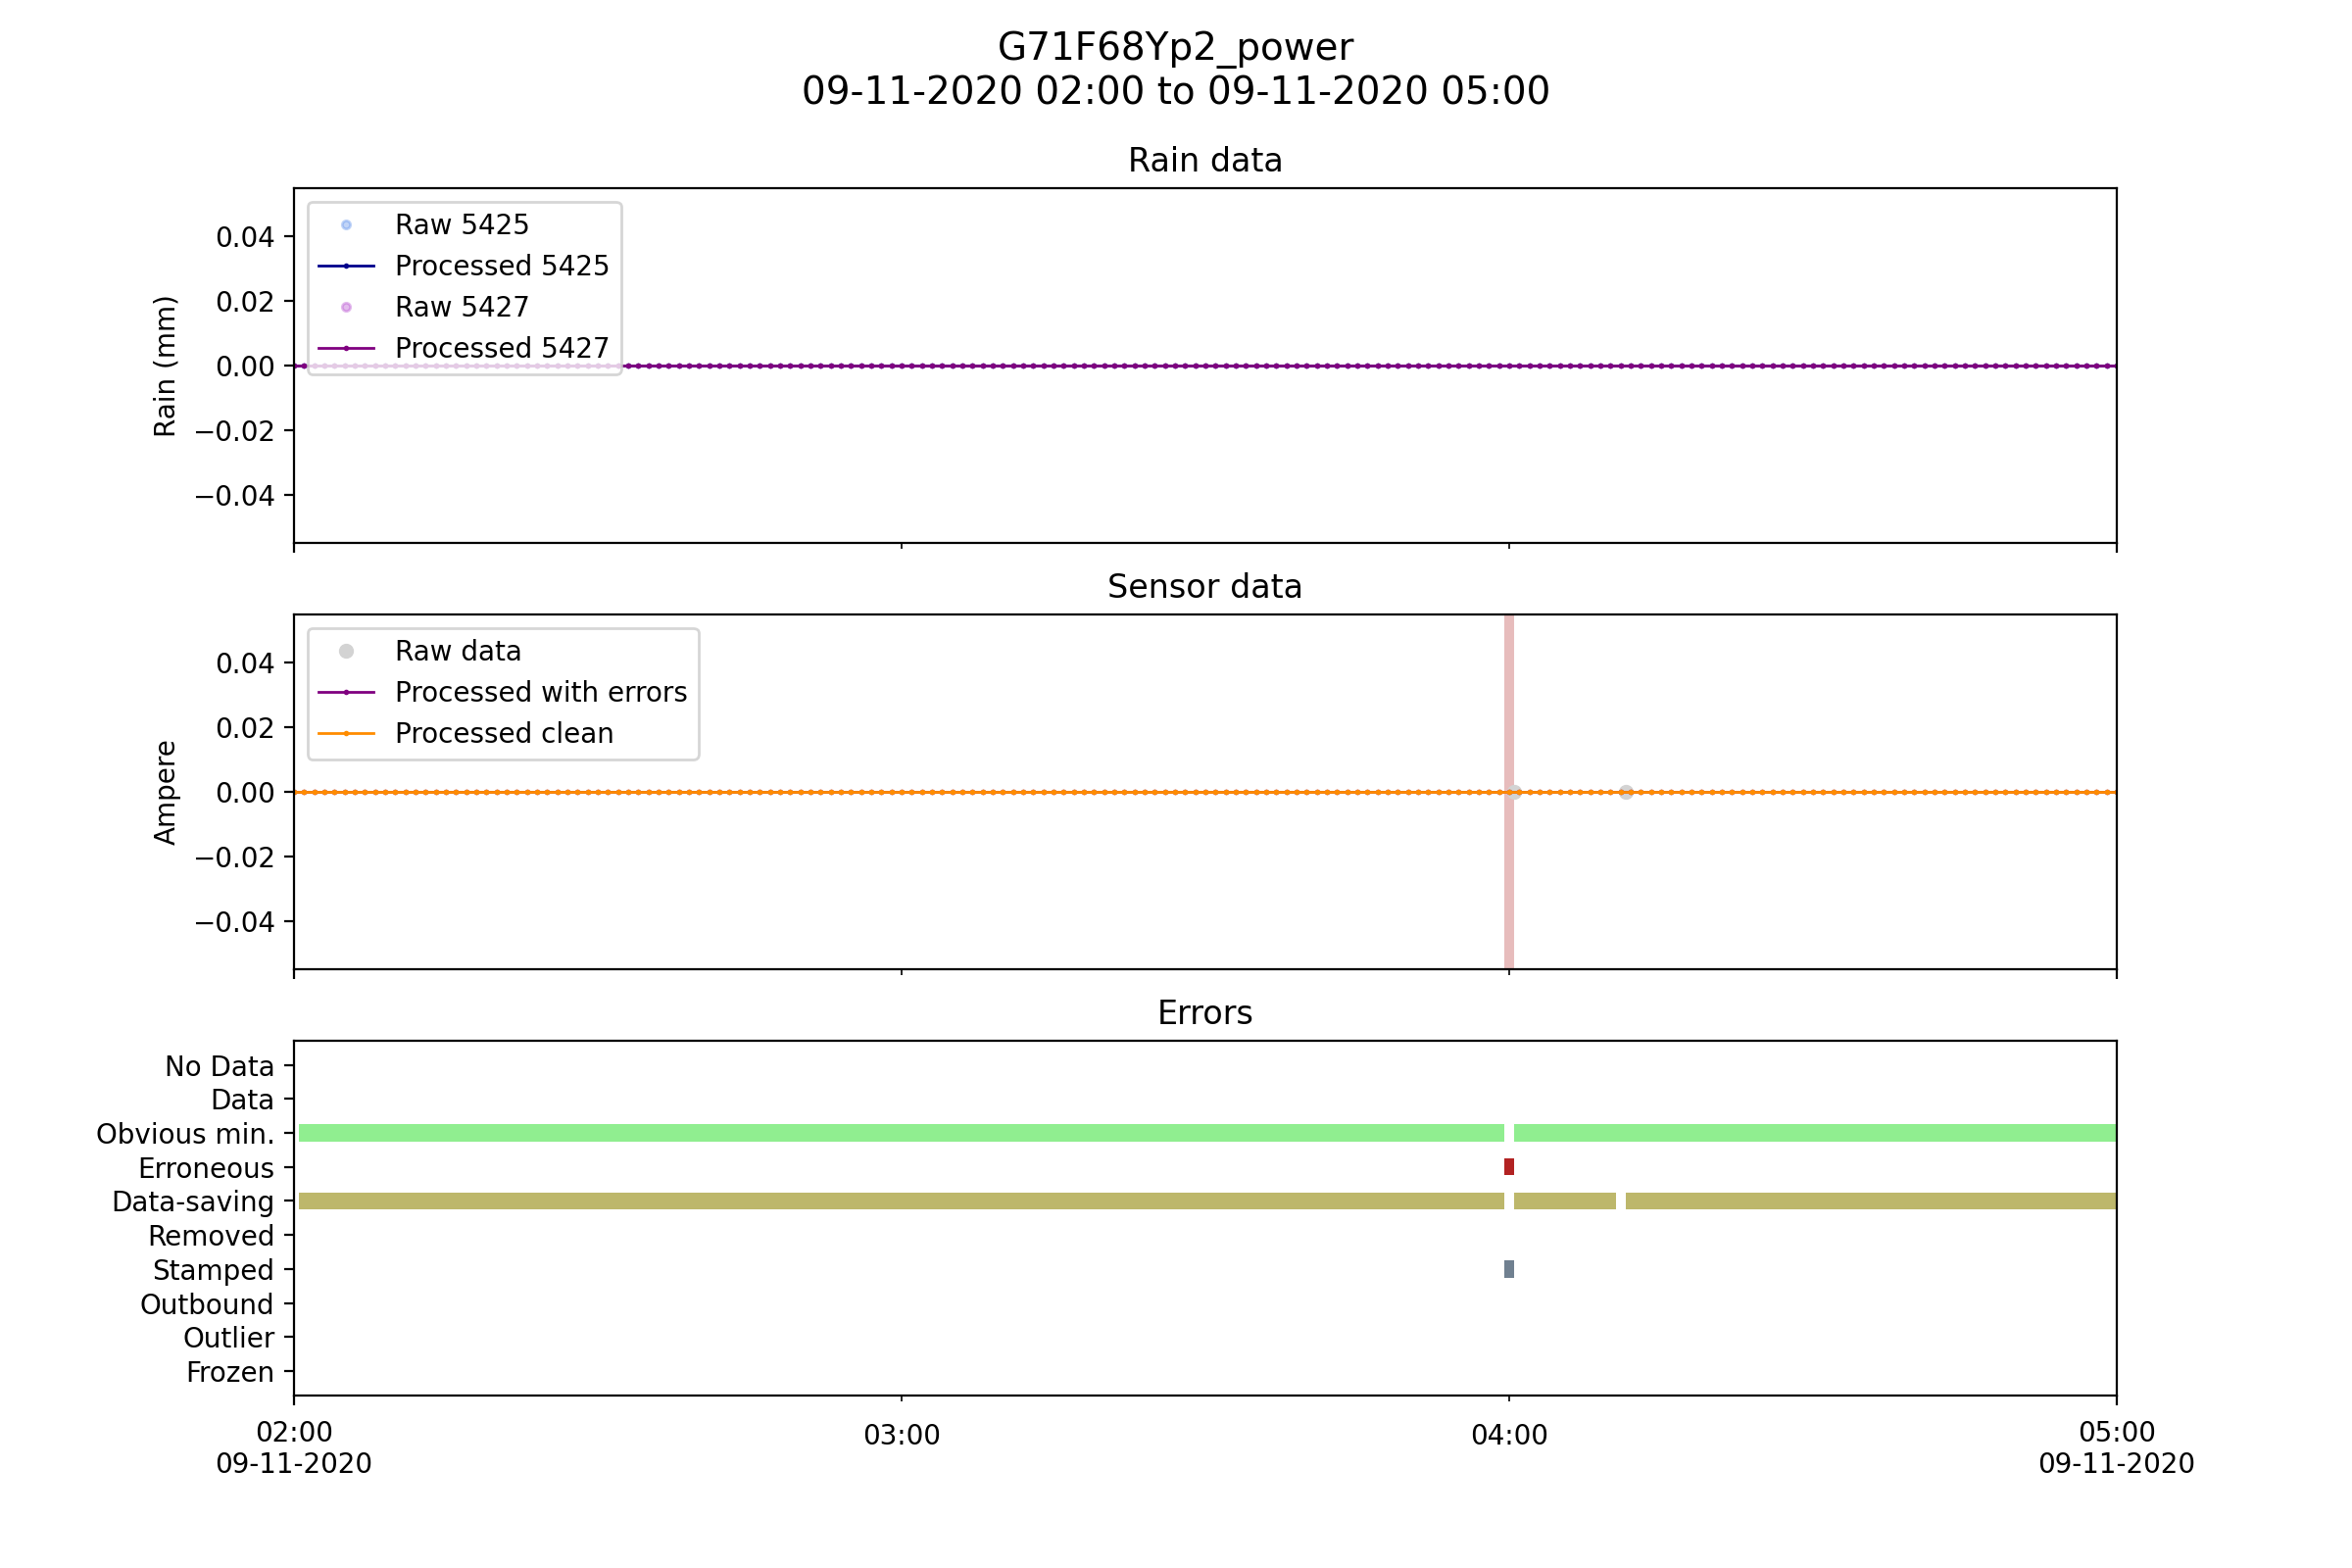 G71F68Yp2_power
09-11-2020 02:00 to 09-11-2020 05:00
Rain data
Rain (mm)
0.04
0.02
0.00
−0.02
−0.04
Raw 5425
Processed 5425
Raw 5427
Processed 5427
Sensor data
Ampere
0.04
0.02
0.00
−0.02
−0.04
Raw data
Processed with errors
Processed clean
Errors
No Data
Data
Obvious min.
Erroneous
Data-saving
Removed
Stamped
Outbound
Outlier
Frozen
02:00
09-11-2020
03:00
04:00
05:00
09-11-2020